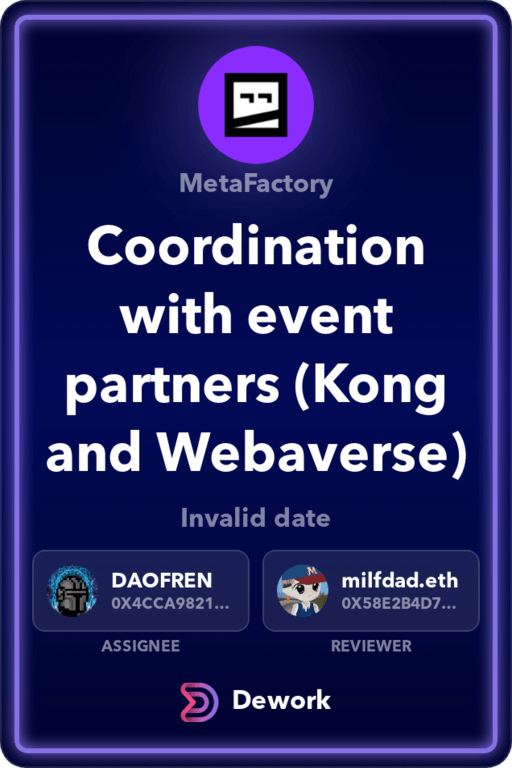 MetaFactory
Coordination
with event
partners (Kong
and Webaverse)
Invalid date
DAOFREN
0X4CCA9821...
milfdad.eth
0X58E2B4D7...
ASSIGNEE
REVIEWER
Dework